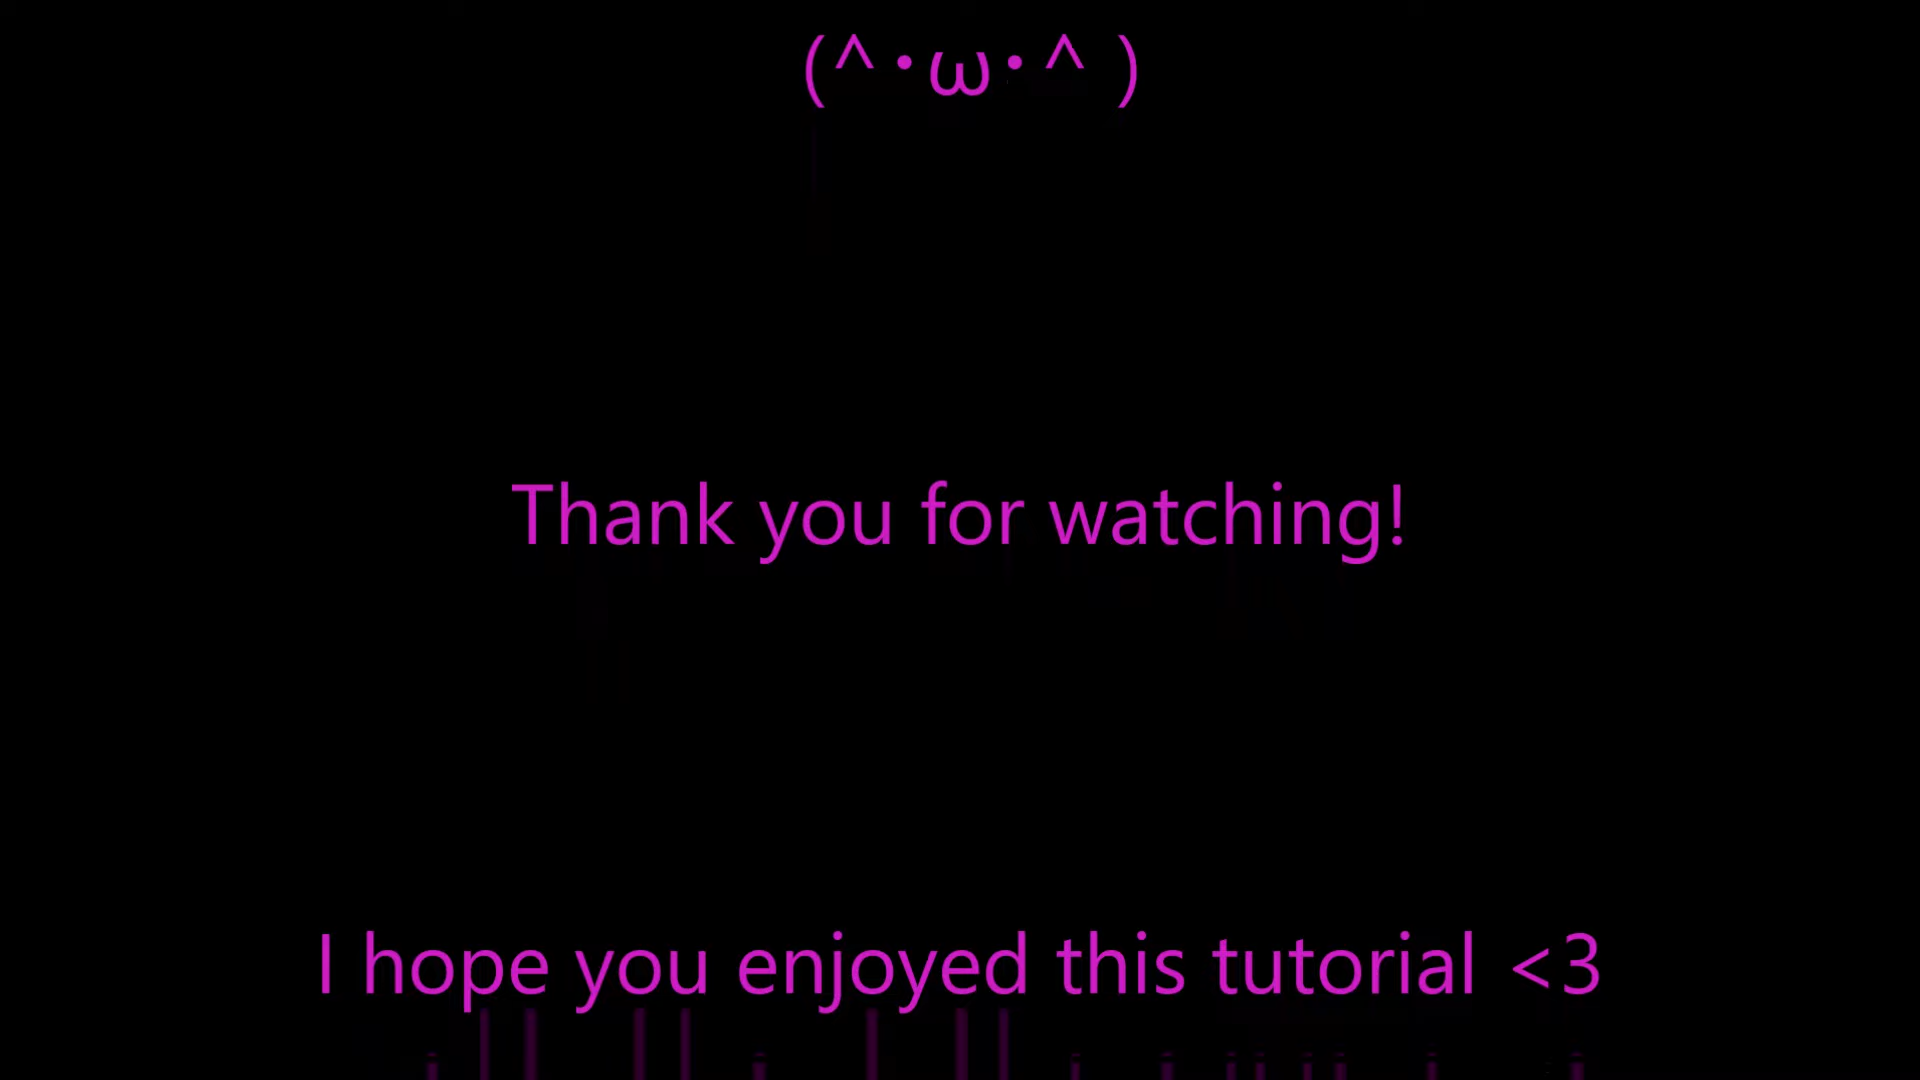 (^･ω･^ )
Thank you for watching!
I hope you enjoyed this tutorial <3